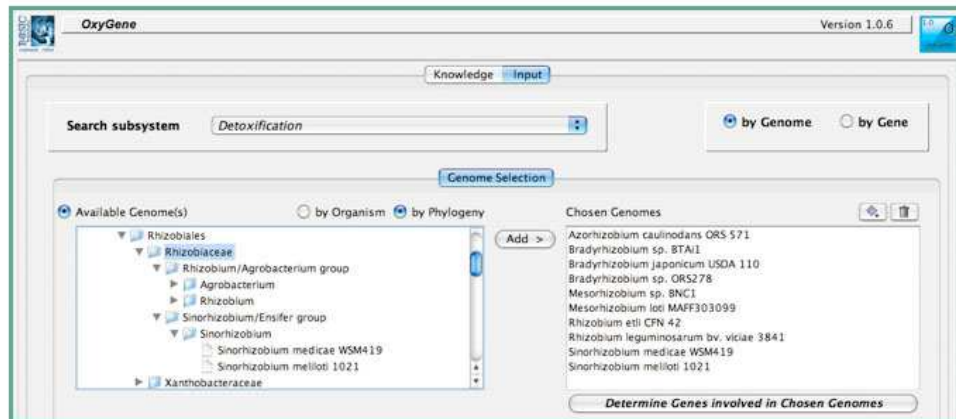 OxyGene
Version 1.0.6
1.0
Knowledge Input
Search subsystem Detoxification
by Genome by Gene
Genome Selection
Available Genome(s) by Organism by Phylogeny
Chosen Genomes
Rhizobiales
Rhizobiaceae
Rhizobium/Agrobacterium group
Agrobacterium
Rhizobium
Sinorhizobium/Ensifer group
Sinorhizobium
Sinorhizobium medicae WSM419
Sinorhizobium meliloti 1021
Xanthobacteraceae
Add >
Azorhizobium caulinodans ORS 571
Bradyrhizobium sp. BTAi1
Bradyrhizobium japonicum USDA 110
Bradyrhizobium sp. ORS278
Mesorhizobium sp. BNC1
Mesorhizobium loti MAFF303099
Rhizobium etli CFN 42
Rhizobium leguminosarum bv. viciae 3841
Sinorhizobium medicae WSM419
Sinorhizobium meliloti 1021
Determine Genes involved in Chosen Genomes